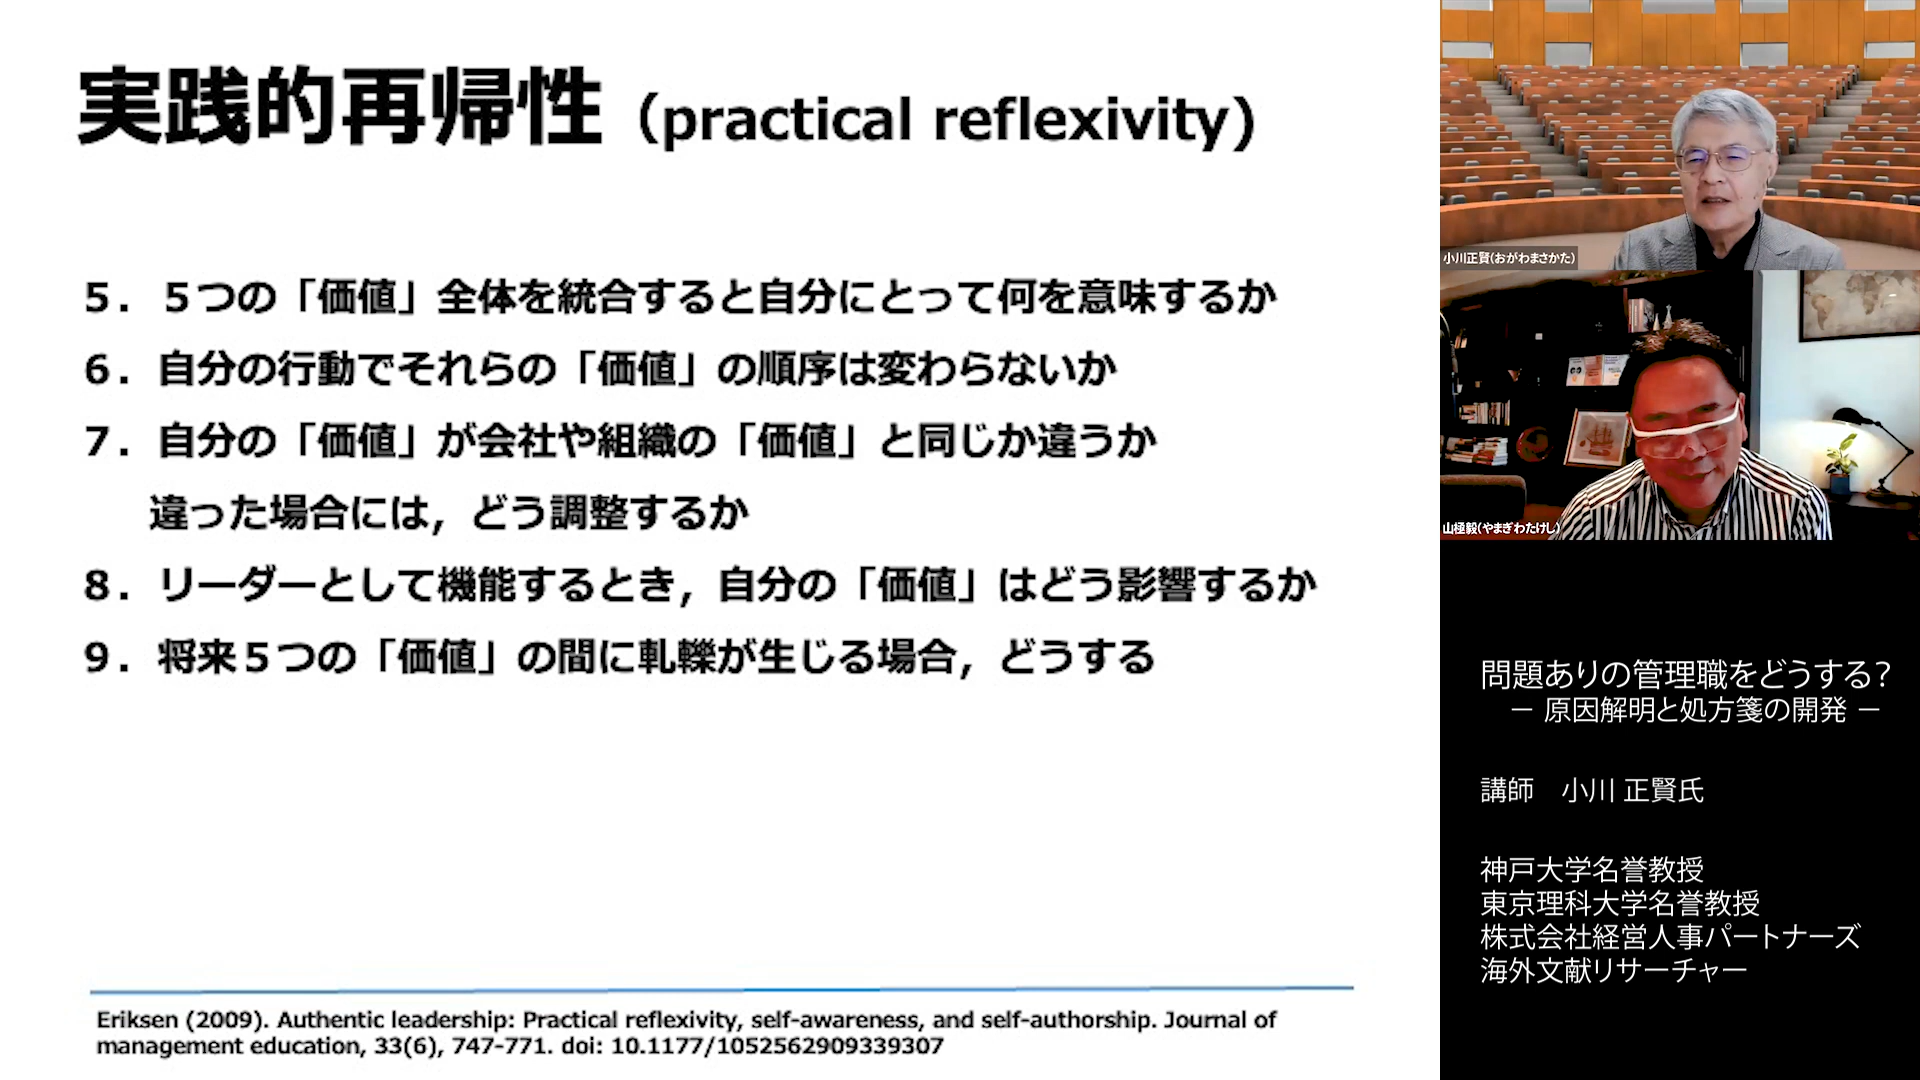 実践的再帰性（practical reflexivity）
５．５つの「価値」全体を統合すると自分にとって何を意味するか
６．自分の行動でそれらの「価値」の順序は変わらないか
７．自分の「価値」が会社や組織の「価値」と同じか違うか
違った場合には，どう調整するか
８．リーダーとして機能するとき，自分の「価値」はどう影響するか
９．将来５つの「価値」の間に軋轢が生じる場合，どうする
Eriksen (2009). Authentic leadership: Practical reflexivity, self-awareness, and self-authorship. Journal of
management education, 33(6), 747-771. doi: 10.1177/1052562909339307
小川正賢(おがわまさかた)
山極毅(やまぎわたけし)
問題ありの管理職をどうする？
－ 原因解明と処方箋の開発 －
講師　小川 正賢氏
神戸大学名誉教授
東京理科大学名誉教授
株式会社経営人事パートナーズ
海外文献リサーチャー